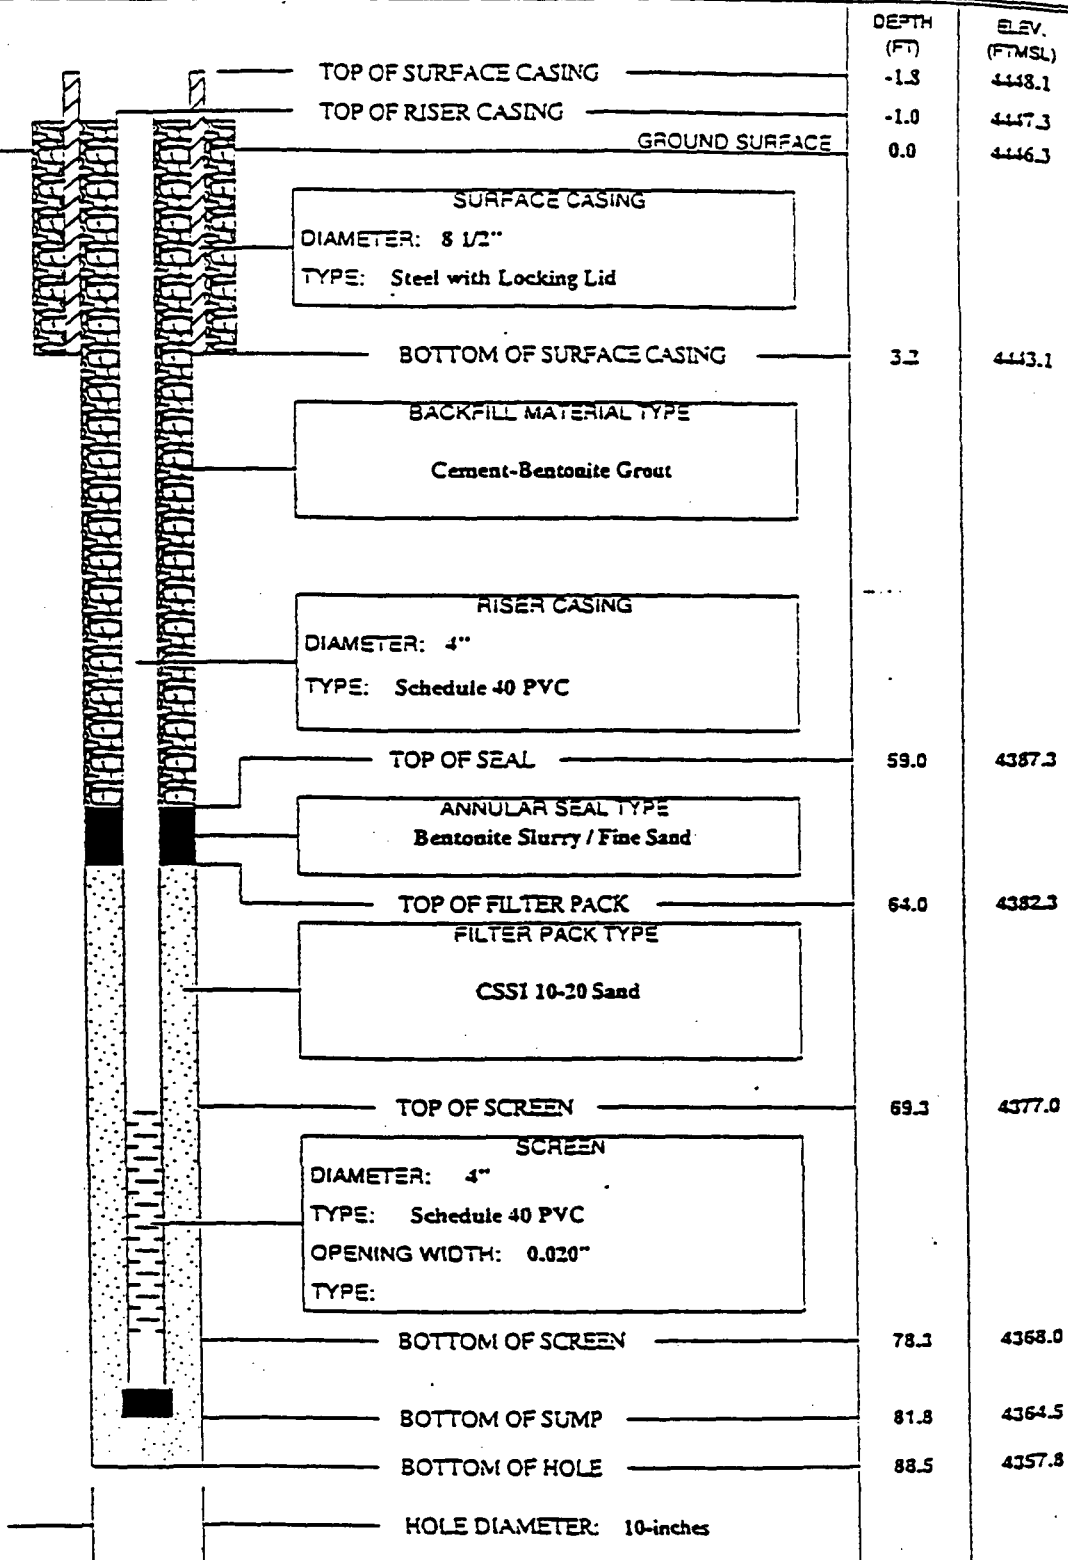 DEPTH (FT) ELEV. (FTMSL)
TOP OF SURFACE CASING -1.8 4448.1
TOP OF RISER CASING -1.0 4447.3
GROUND SURFACE 0.0 4446.3
SURFACE CASING
DIAMETER: 8 1/2"
TYPE: Steel with Locking Lid
BOTTOM OF SURFACE CASING 3.2 4443.1
BACKFILL MATERIAL TYPE
Cement-Bentonite Grout
RISER CASING
DIAMETER: 4"
TYPE: Schedule 40 PVC
TOP OF SEAL 59.0 4387.3
ANNULAR SEAL TYPE
Bentonite Slurry / Fine Sand
TOP OF FILTER PACK 64.0 4382.3
FILTER PACK TYPE
CSSI 10-20 Sand
TOP OF SCREEN 69.3 4377.0
SCREEN
DIAMETER: 4"
TYPE: Schedule 40 PVC
OPENING WIDTH: 0.020"
TYPE:
BOTTOM OF SCREEN 78.3 4368.0
BOTTOM OF SUMP 81.8 4364.5
BOTTOM OF HOLE 88.5 4357.8
HOLE DIAMETER: 10-inches